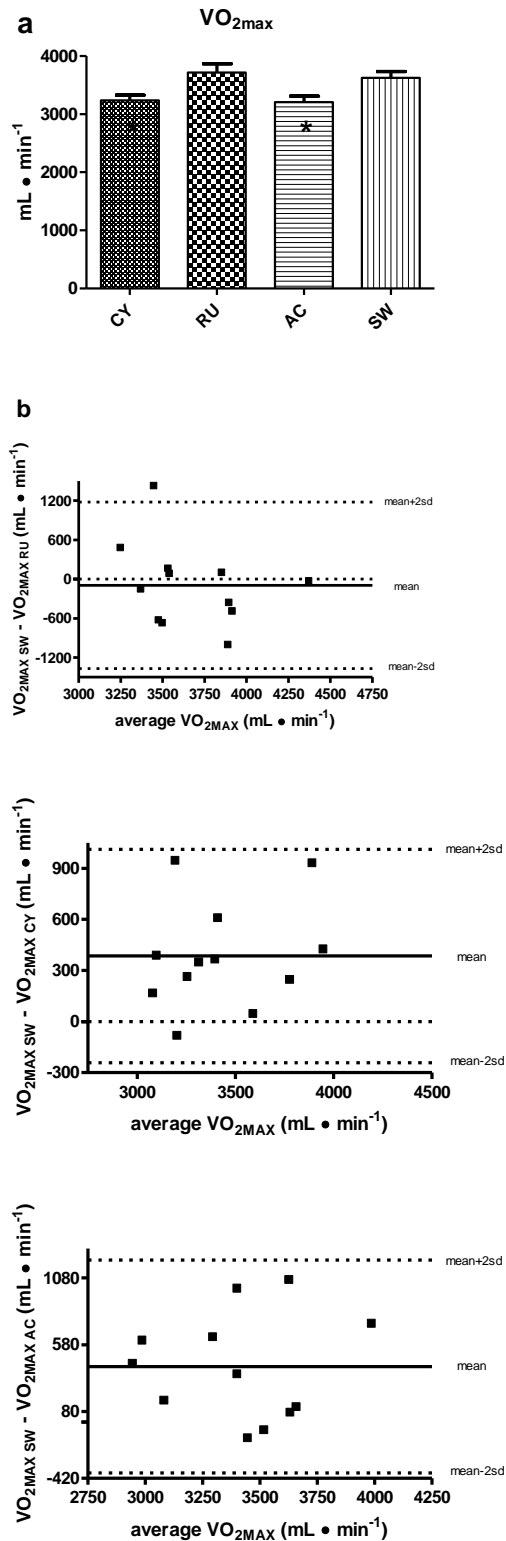 a
VO2max
mL • min-1
4000
3000
2000
1000
0
*
*
CY
RU
AC
SW
b
VO2MAX SW - VO2MAX RU (mL • min-1)
1200
600
0
-600
-1200
mean+2sd
mean
mean-2sd
3000 3250 3500 3750 4000 4250 4500 4750
average VO2MAX (mL • min-1)
VO2MAX SW - VO2MAX CY (mL • min-1)
900
600
300
0
-300
mean+2sd
mean
mean-2sd
3000 3500 4000 4500
average VO2MAX (mL • min-1)
VO2MAX SW - VO2MAX AC (mL • min-1)
1080
580
80
-420
mean+2sd
mean
mean-2sd
2750 3000 3250 3500 3750 4000 4250
average VO2MAX (mL • min-1)